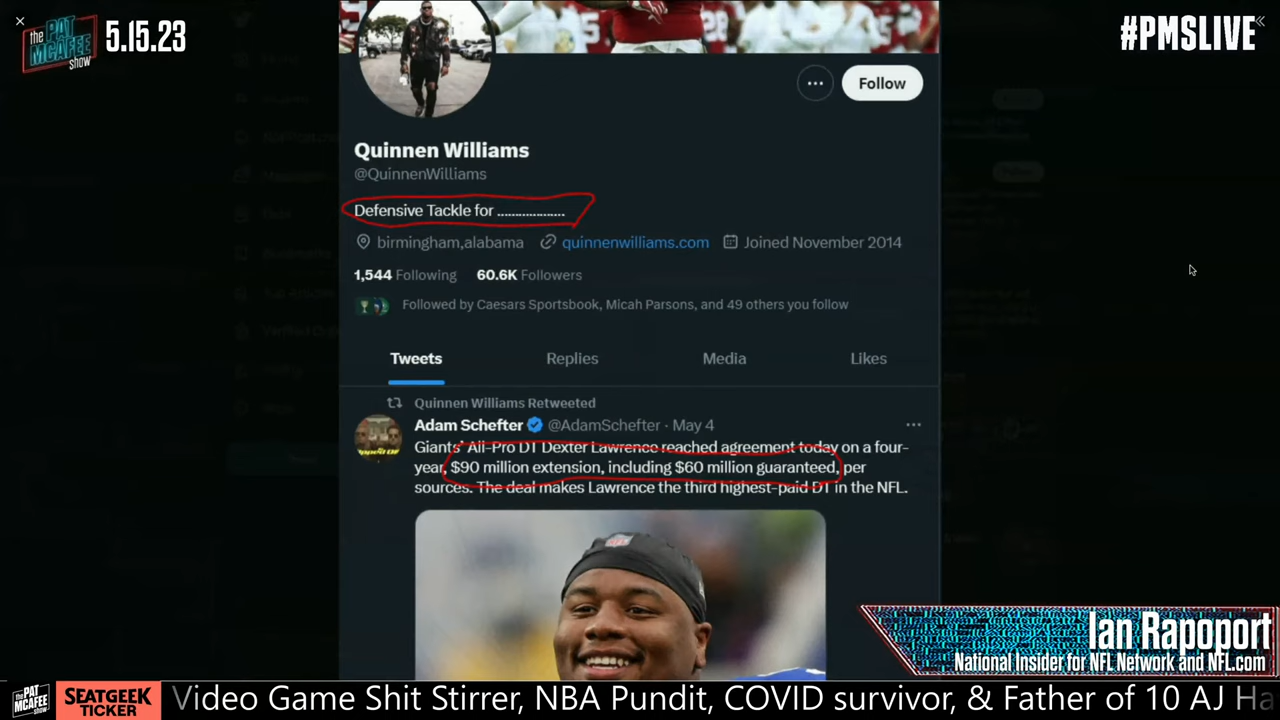 the PAT MCAFEE show 5.15.23
#PMSLIVE
Follow
Quinnen Williams
@QuinnenWilliams
Defensive Tackle for ...................
birmingham,alabama quinnenwilliams.com Joined November 2014
1,544 Following 60.6K Followers
Followed by Caesars Sportsbook, Micah Parsons, and 49 others you follow
Tweets Replies Media Likes
Quinnen Williams Retweeted
Adam Schefter @AdamSchefter · May 4
Giants' All-Pro DT Dexter Lawrence reached agreement today on a four-
year, $90 million extension, including $60 million guaranteed, per
sources. The deal makes Lawrence the third highest-paid DT in the NFL.
Ian Rapoport
National Insider for NFL Network and NFL.com
the PAT MCAFEE show SEATGEEK TICKER Video Game Shit Stirrer, NBA Pundit, COVID survivor, & Father of 10 AJ Ha